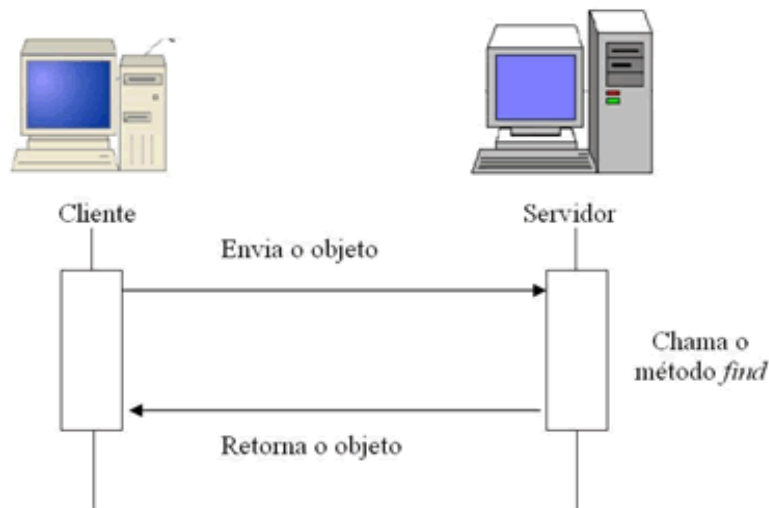 Cliente
Servidor
Envia o objeto
Chama o
método find
Retorna o objeto